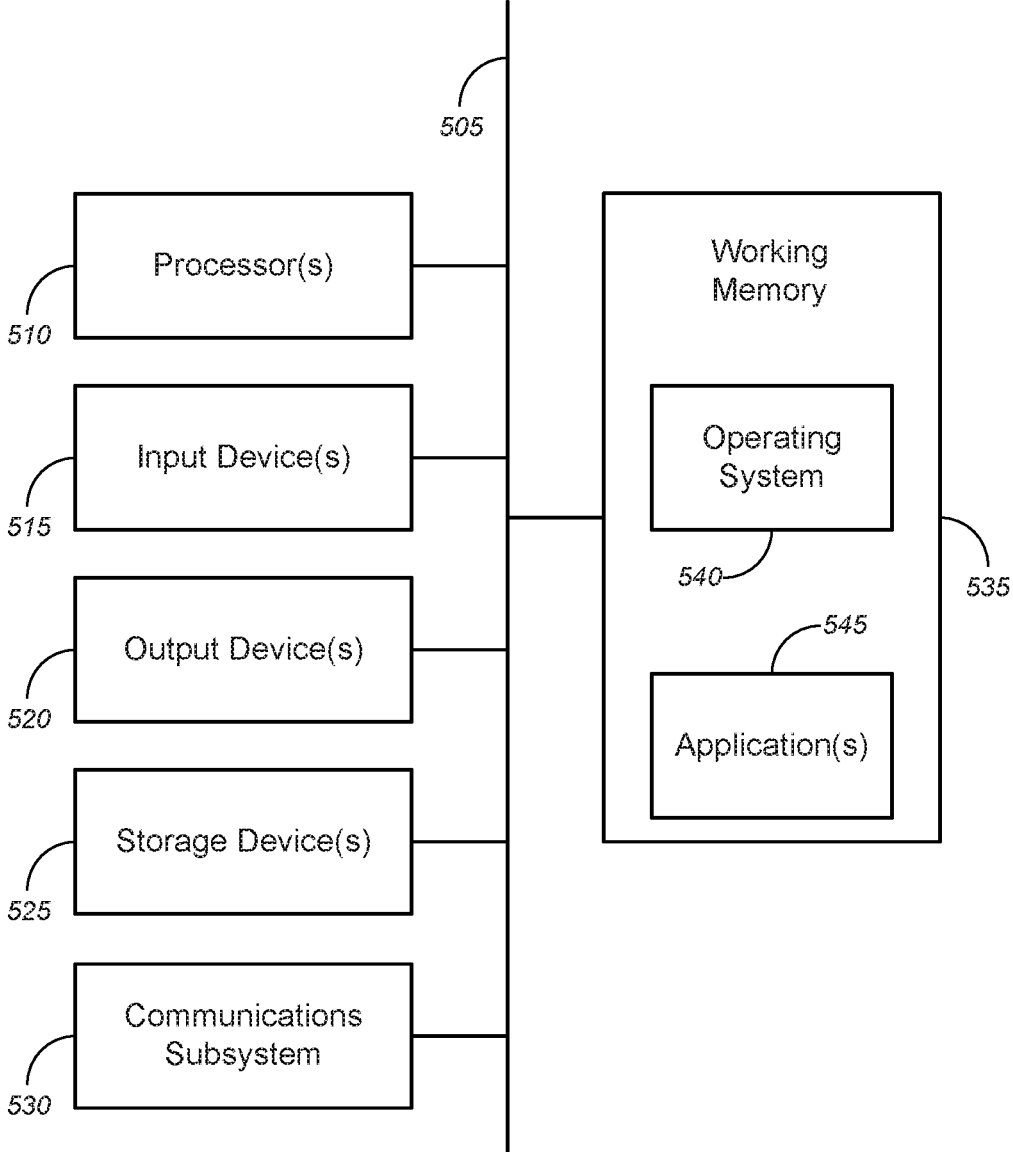 505
Processor(s)
510
Input Device(s)
515
Output Device(s)
520
Storage Device(s)
525
Communications
Subsystem
530
Working
Memory
Operating
System
540
535
545
Application(s)